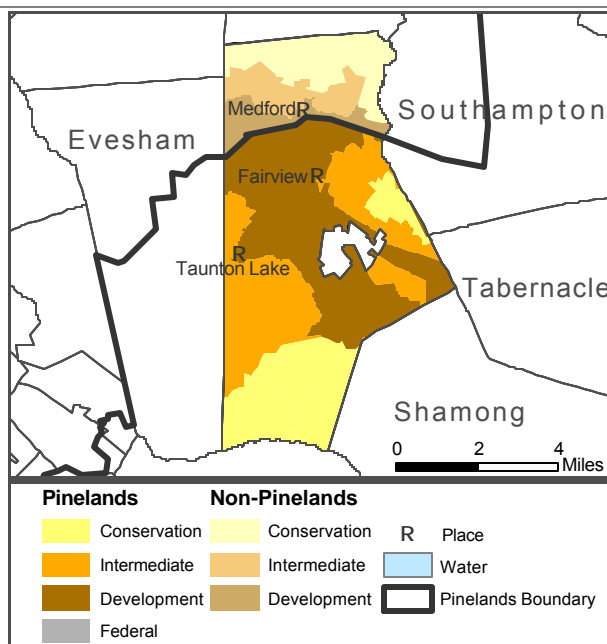 Medford R
Southampton
Evesham
Fairview R
R
Taunton Lake
Tabernacle
Shamong
0 2 4
Miles
Pinelands Non-Pinelands
Conservation Conservation R Place
Intermediate Intermediate Water
Development Development Pinelands Boundary
Federal